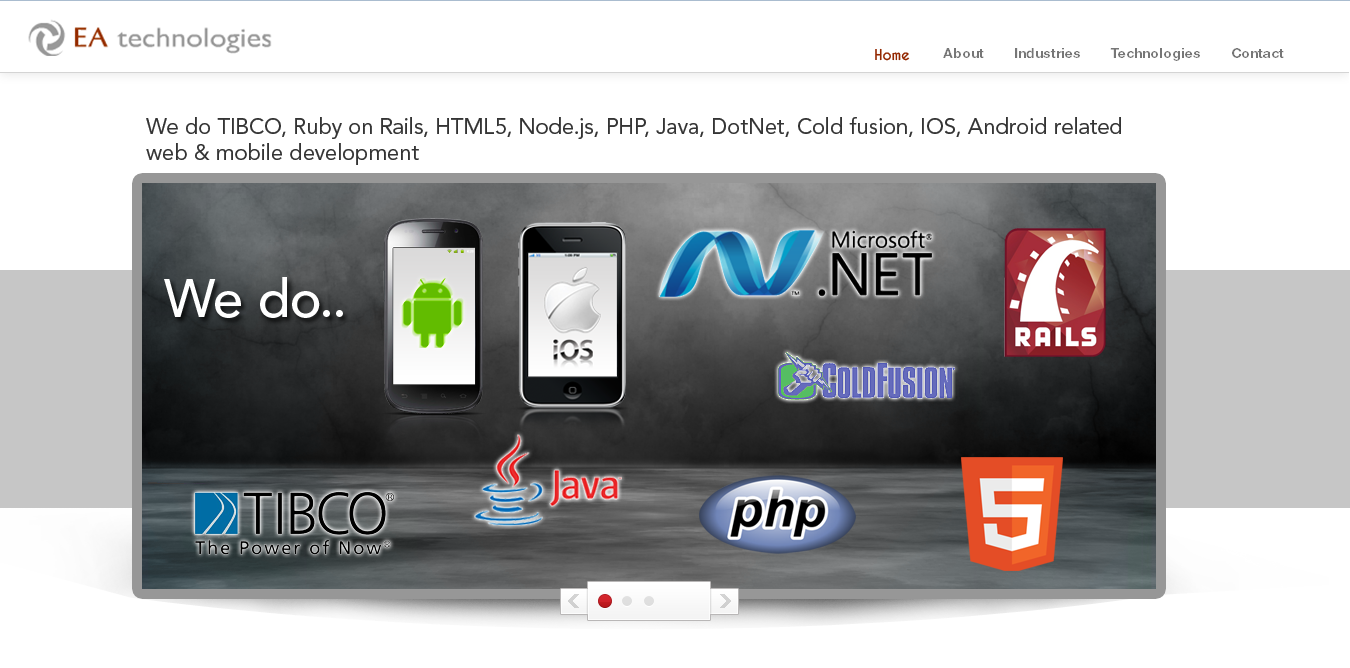 EA technologies
Home About Industries Technologies Contact
We do TIBCO, Ruby on Rails, HTML5, Node.js, PHP, Java, DotNet, Cold fusion, IOS, Android related
web & mobile development
We do..
iOS
Microsoft®
.NET
™
RAILS
COLDFUSION
TIBCO®
The Power of Now®
Java
php
5